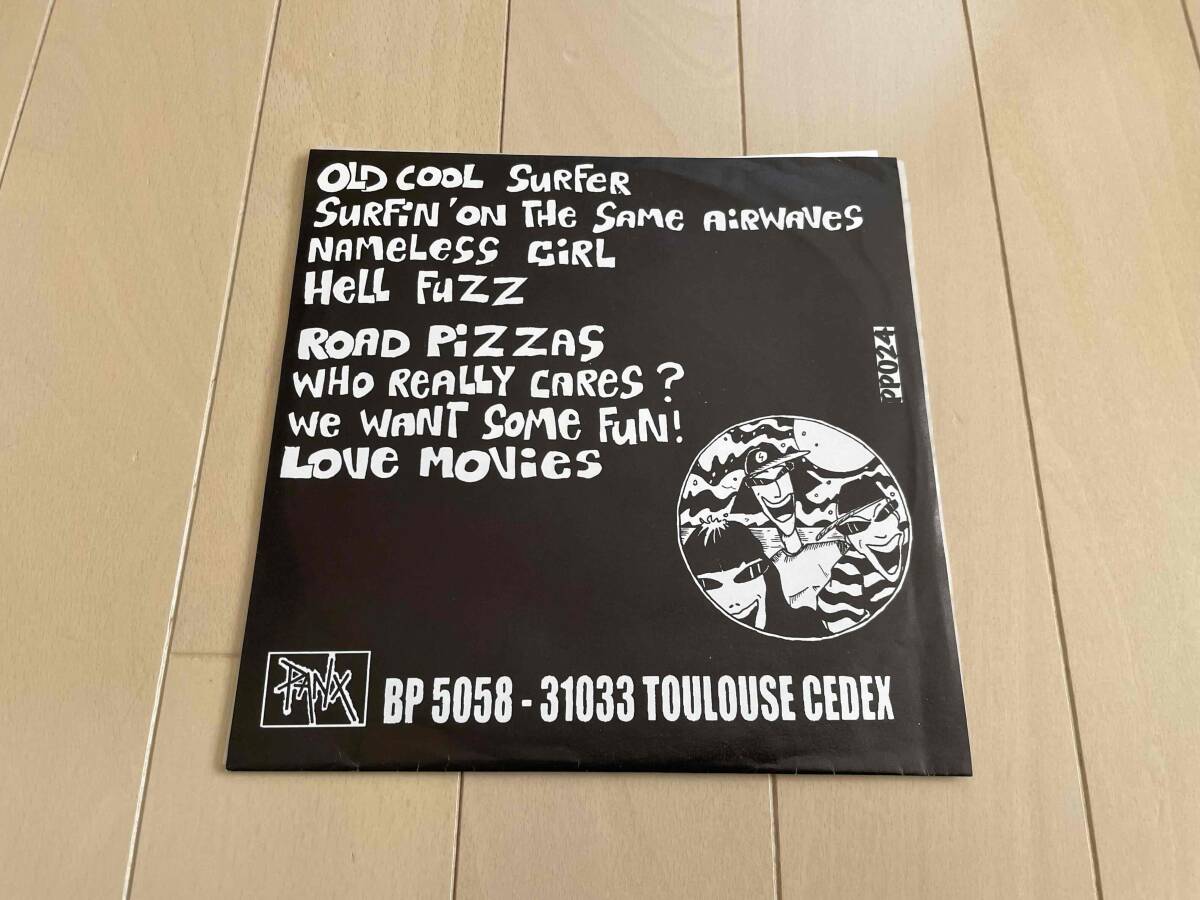 OLD COOL SURFER
SURFiN' ON THE SAME AiRWAVES
NAMELESS GiRL
HELL FUZZ
ROAD PiZZAS
WHO REALLY CARES?
WE WANT SOME FUN!
LOVE MOViES
PP024
PANX
BP 5058 - 31033 TOULOUSE CEDEX